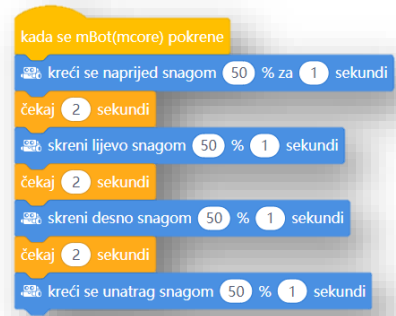 kada se mBot(mcore) pokrene
kreći se naprijed snagom 50 % za 1 sekundi
čekaj 2 sekundi
skreni lijevo snagom 50 % 1 sekundi
čekaj 2 sekundi
skreni desno snagom 50 % 1 sekundi
čekaj 2 sekundi
kreći se unatrag snagom 50 % 1 sekundi